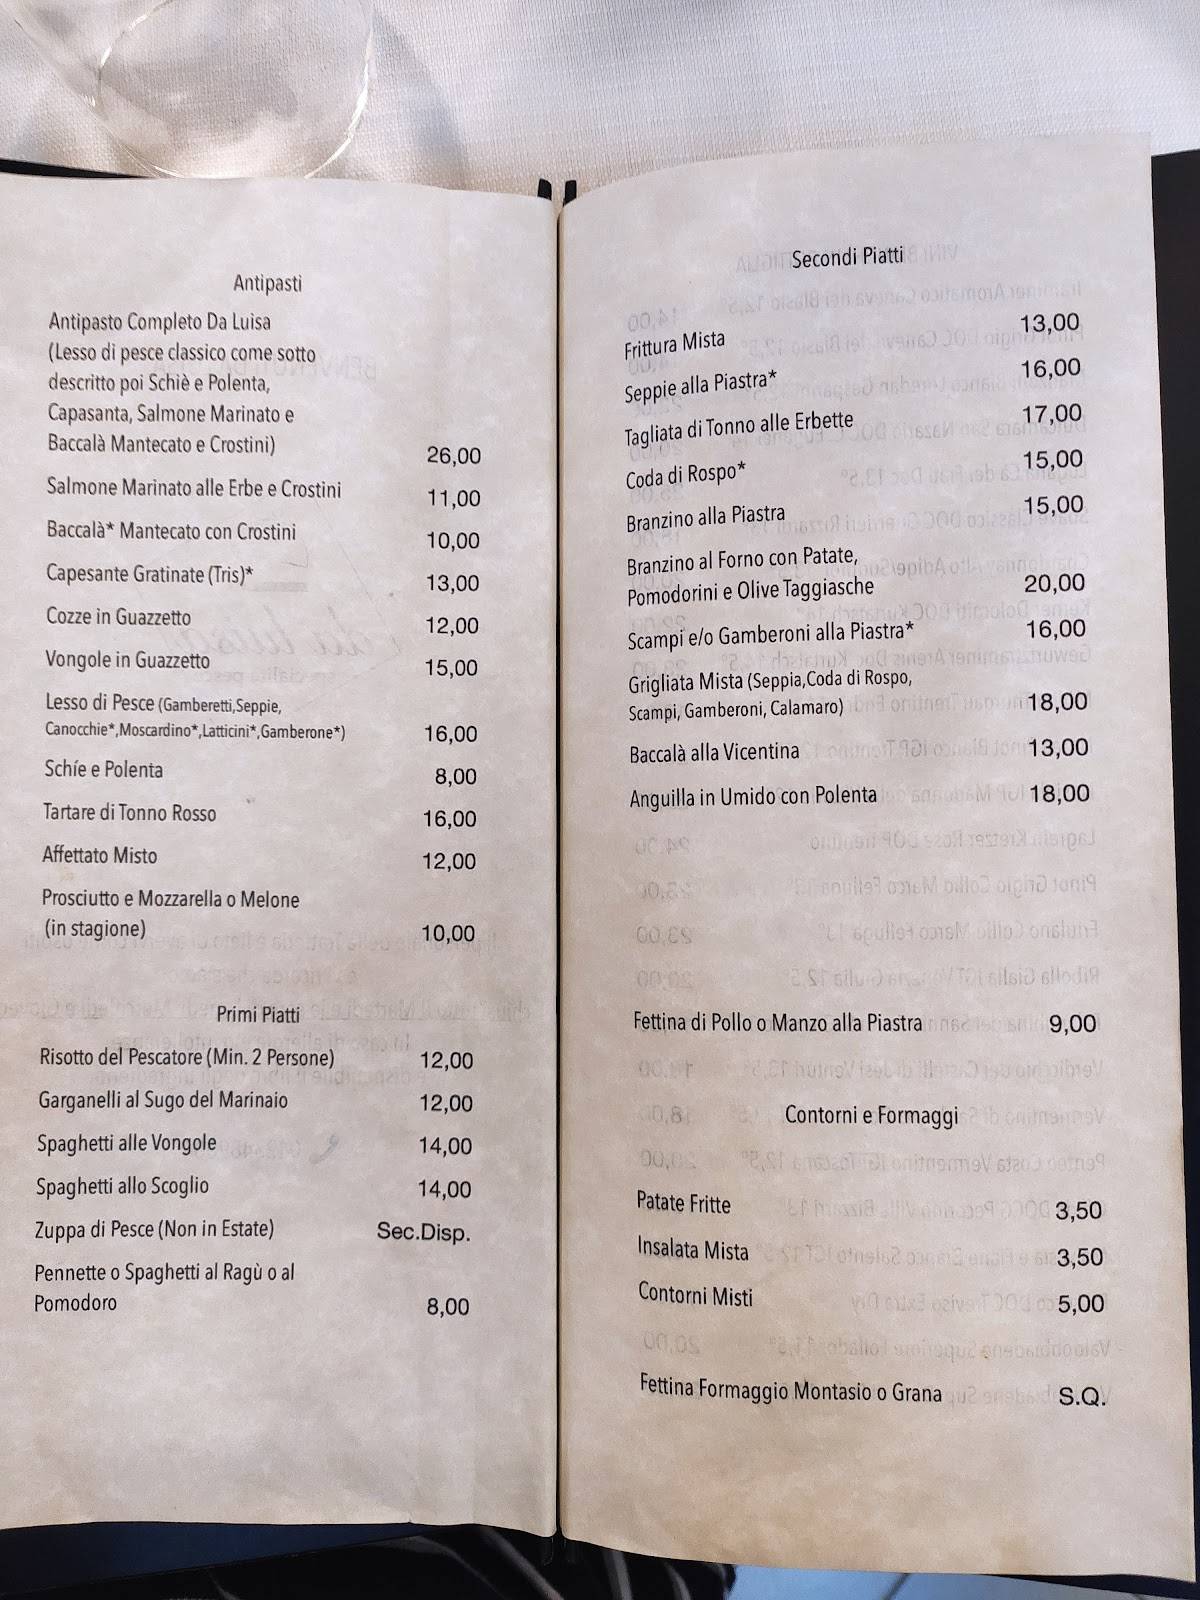 Antipasti
Antipasto Completo Da Luisa
(Lesso di pesce classico come sotto
descritto poi Schiè e Polenta,
Capasanta, Salmone Marinato e
Baccalà Mantecato e Crostini) 26,00
Salmone Marinato alle Erbe e Crostini 11,00
Baccalà* Mantecato con Crostini 10,00
Capesante Gratinate (Tris)* 13,00
Cozze in Guazzetto 12,00
Vongole in Guazzetto 15,00
Lesso di Pesce (Gamberetti,Seppie,
Canocchie*,Moscardino*,Latticini*,Gamberone*) 16,00
Schíe e Polenta 8,00
Tartare di Tonno Rosso 16,00
Affettato Misto 12,00
Prosciutto e Mozzarella o Melone
(in stagione) 10,00
Primi Piatti
Risotto del Pescatore (Min. 2 Persone) 12,00
Garganelli al Sugo del Marinaio 12,00
Spaghetti alle Vongole 14,00
Spaghetti allo Scoglio 14,00
Zuppa di Pesce (Non in Estate) Sec.Disp.
Pennette o Spaghetti al Ragù o al
Pomodoro 8,00
Secondi Piatti
Frittura Mista 13,00
Seppie alla Piastra* 16,00
Tagliata di Tonno alle Erbette 17,00
Coda di Rospo* 15,00
Branzino alla Piastra 15,00
Branzino al Forno con Patate,
Pomodorini e Olive Taggiasche 20,00
Scampi e/o Gamberoni alla Piastra* 16,00
Grigliata Mista (Seppia,Coda di Rospo,
Scampi, Gamberoni, Calamaro) 18,00
Baccalà alla Vicentina 13,00
Anguilla in Umido con Polenta 18,00
Fettina di Pollo o Manzo alla Piastra 9,00
Contorni e Formaggi
Patate Fritte 3,50
Insalata Mista 3,50
Contorni Misti 5,00
Fettina Formaggio Montasio o Grana S.Q.